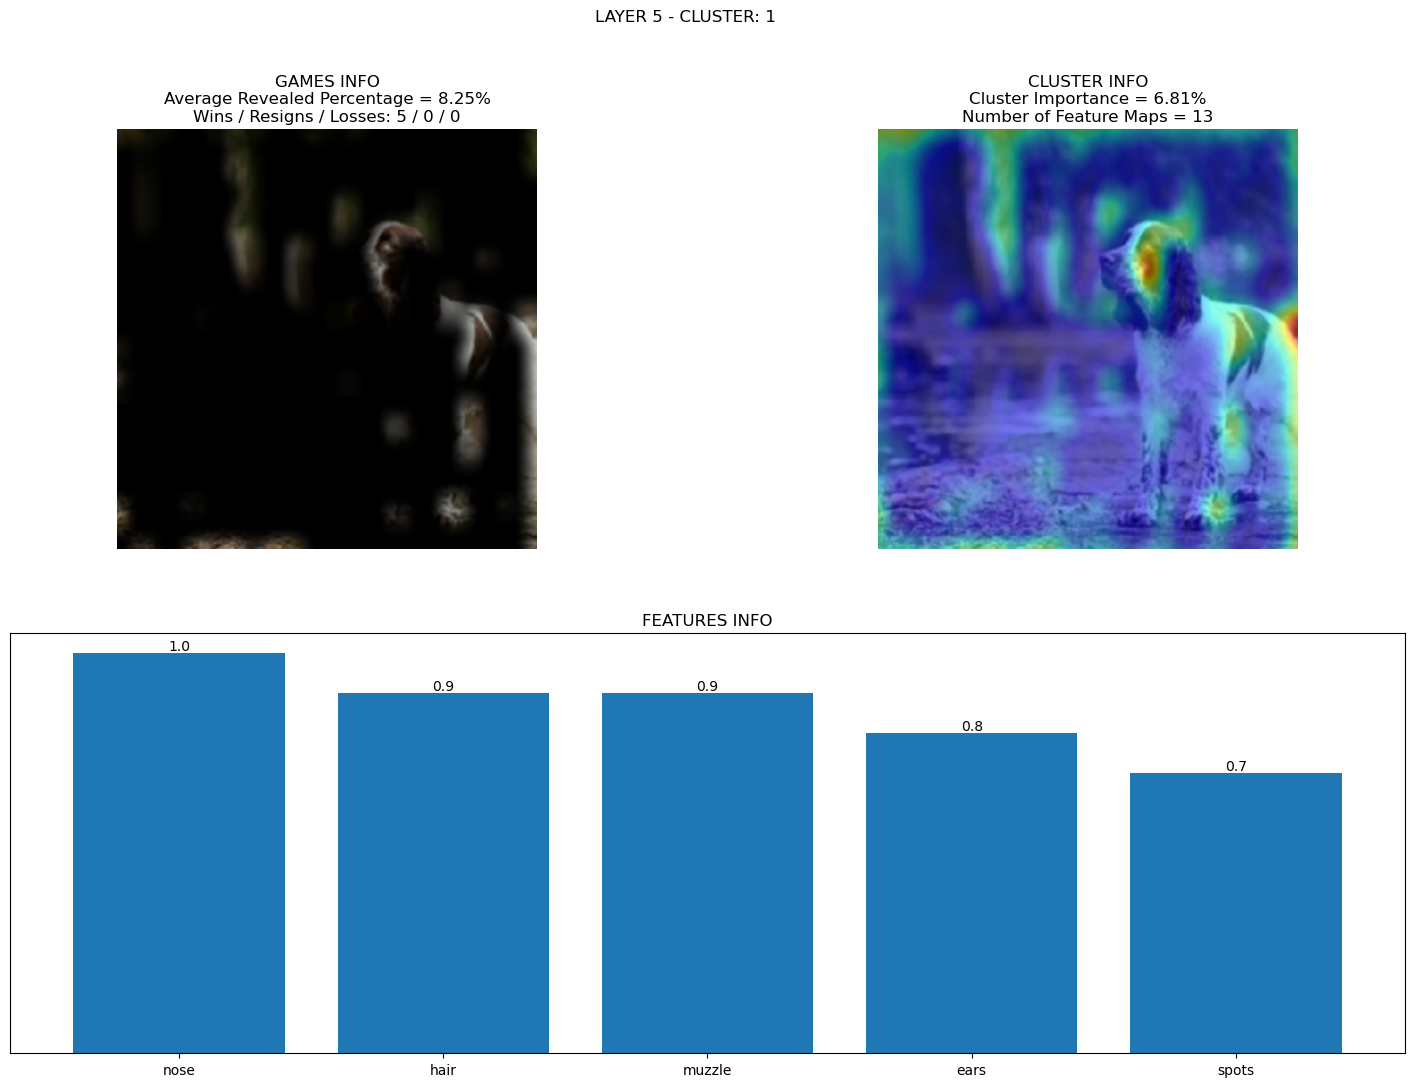 LAYER 5 - CLUSTER: 1
GAMES INFO
Average Revealed Percentage = 8.25%
Wins / Resigns / Losses: 5 / 0 / 0
CLUSTER INFO
Cluster Importance = 6.81%
Number of Feature Maps = 13
FEATURES INFO
1.0
0.9
0.9
0.8
0.7
nose
hair
muzzle
ears
spots